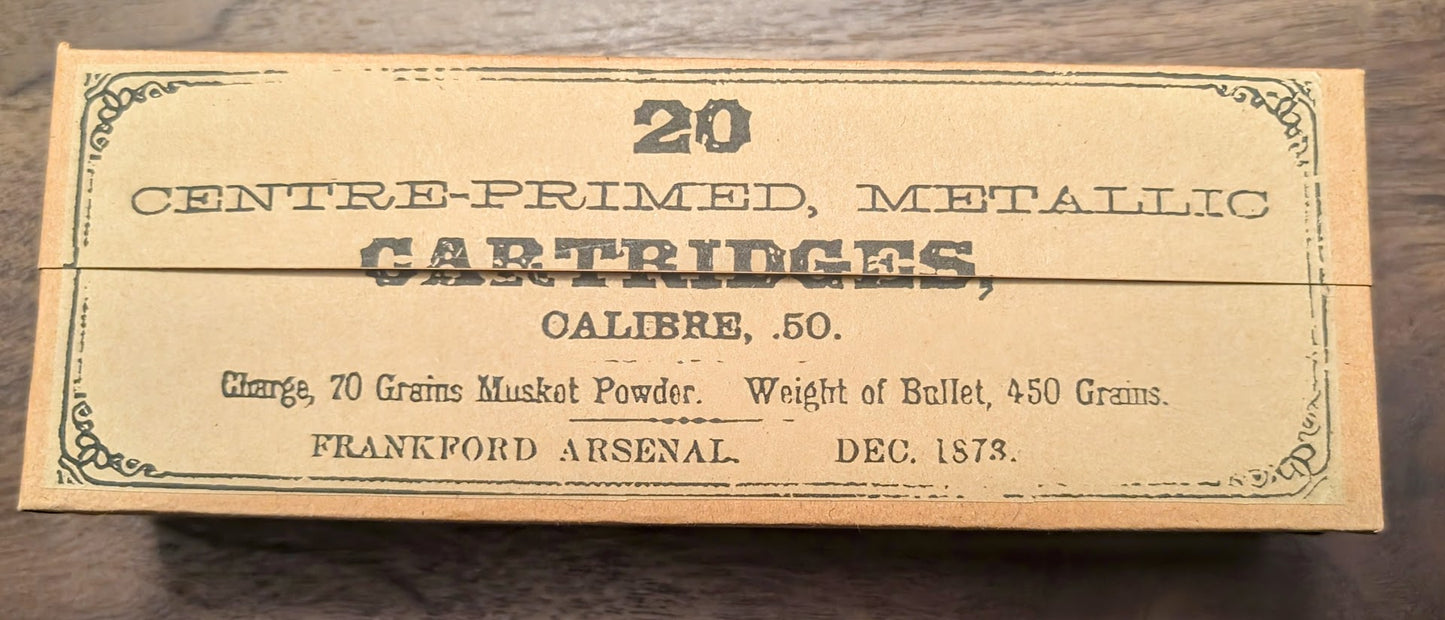 20
CENTRE-PRIMED, METALLIC
CARTRIDGES,
CALIBRE, .50.
Charge, 70 Grains Musket Powder. Weight of Bullet, 450 Grains.
FRANKFORD ARSENAL. DEC. 1873.